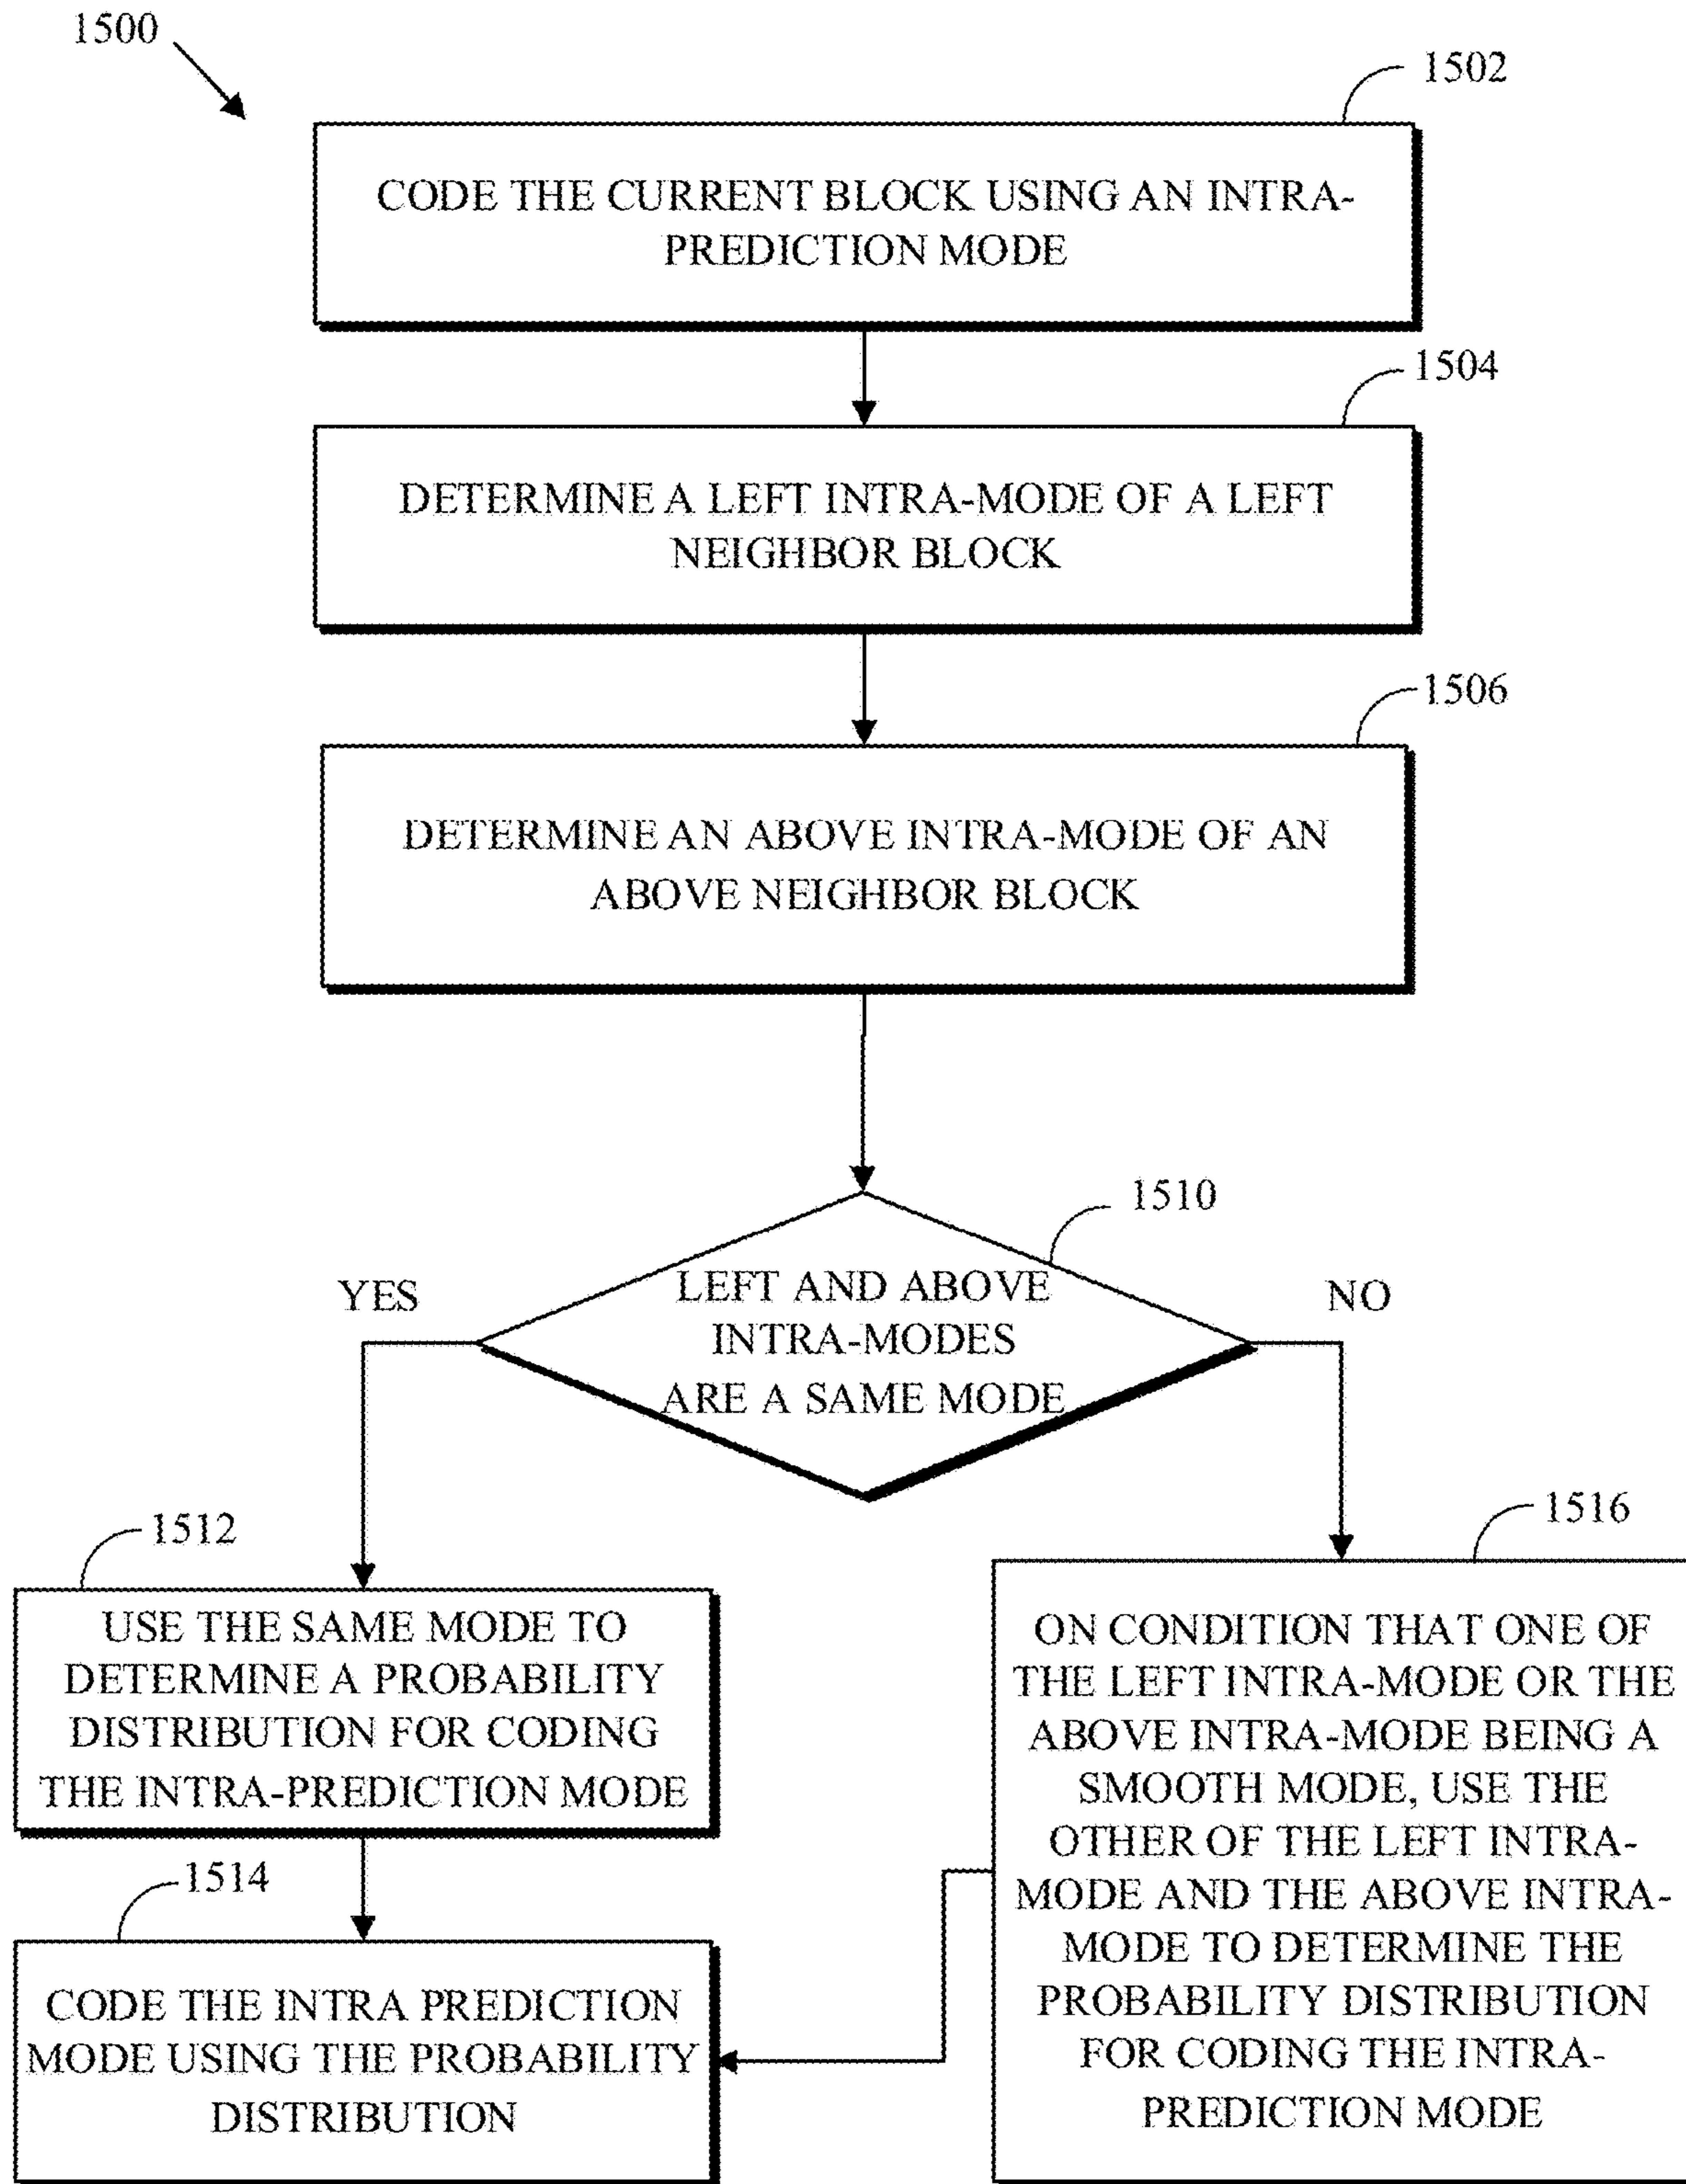 1500
1502
CODE THE CURRENT BLOCK USING AN INTRA-
PREDICTION MODE
1504
DETERMINE A LEFT INTRA-MODE OF A LEFT
NEIGHBOR BLOCK
1506
DETERMINE AN ABOVE INTRA-MODE OF AN
ABOVE NEIGHBOR BLOCK
1510
LEFT AND ABOVE
INTRA-MODES
ARE A SAME MODE
YES
NO
1512
USE THE SAME MODE TO
DETERMINE A PROBABILITY
DISTRIBUTION FOR CODING
THE INTRA-PREDICTION MODE
1514
CODE THE INTRA PREDICTION
MODE USING THE PROBABILITY
DISTRIBUTION
1516
ON CONDITION THAT ONE OF
THE LEFT INTRA-MODE OR THE
ABOVE INTRA-MODE BEING A
SMOOTH MODE, USE THE
OTHER OF THE LEFT INTRA-
MODE AND THE ABOVE INTRA-
MODE TO DETERMINE THE
PROBABILITY DISTRIBUTION
FOR CODING THE INTRA-
PREDICTION MODE